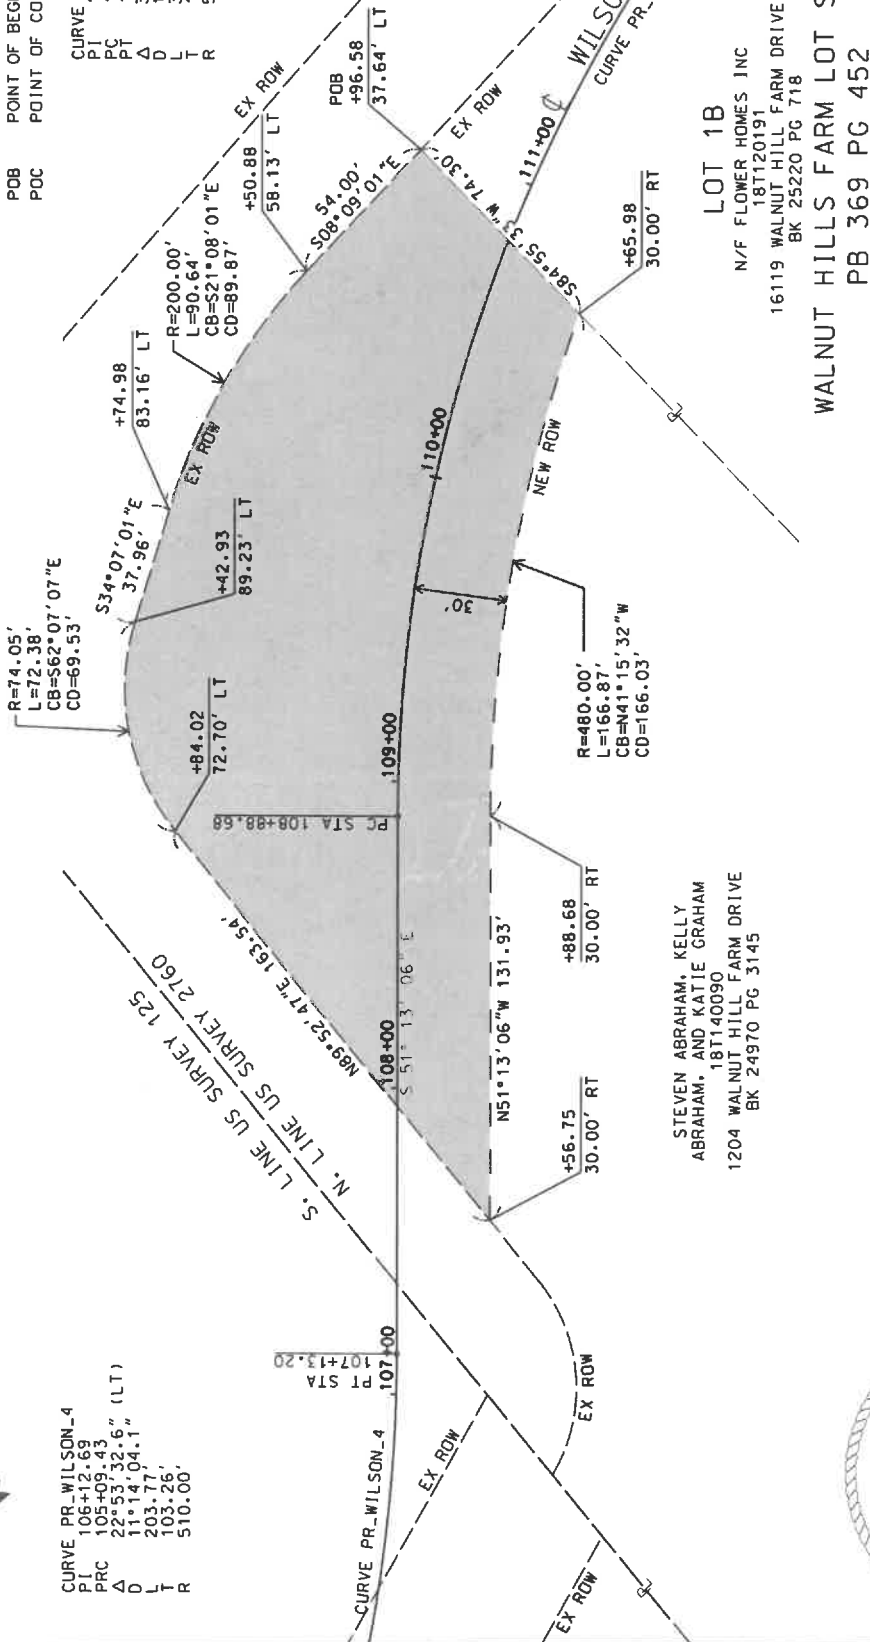 POB POINT OF BEG
POC POINT OF CO
CURVE
PI
PC
PT
Δ
D
L
T
R
EX ROW
POB
+96.58
37.64' LT
EX ROW
WILSO
CURVE PR_
111+00
℄
+50.88
58.13' LT
54.00'
S08°09'01"E
S84°55'33"W 74.30'
+65.98
30.00' RT
LOT 1B
N/F FLOWER HOMES INC
18T120191
16119 WALNUT HILL FARM DRIVE
BK 25220 PG 718
WALNUT HILLS FARM LOT S
PB 369 PG 452
R=200.00'
L=90.64'
CB=S21°08'01"E
CD=89.87'
+74.98
83.16' LT
EX ROW
110+00
NEW ROW
S34°07'01"E
37.96'
+42.93
89.23' LT
R=74.05'
L=72.38'
CB=S62°07'07"E
CD=69.53'
+84.02
72.70' LT
30'
R=480.00'
L=166.87'
CB=N41°15'32"W
CD=166.03'
109+00
PC STA 108+88.68
+88.68
30.00' RT
N89°52'47"E 163.54'
108+00
S 51° 13' 06" E
N51°13'06"W 131.93'
+56.75
30.00' RT
STEVEN ABRAHAM, KELLY
ABRAHAM, AND KATIE GRAHAM
18T140090
1204 WALNUT HILL FARM DRIVE
BK 24970 PG 3145
S. LINE US SURVEY 125
N. LINE US SURVEY 2760
PT STA
107+13.20
107+00
EX ROW
EX ROW
EX ROW
CURVE PR_WILSON_4
CURVE PR_WILSON_4
PI 106+12.69
PRC 105+09.43
Δ 22°53'32.6" (LT)
D 11°14'04.1"
L 203.77'
T 103.26'
R 510.00'